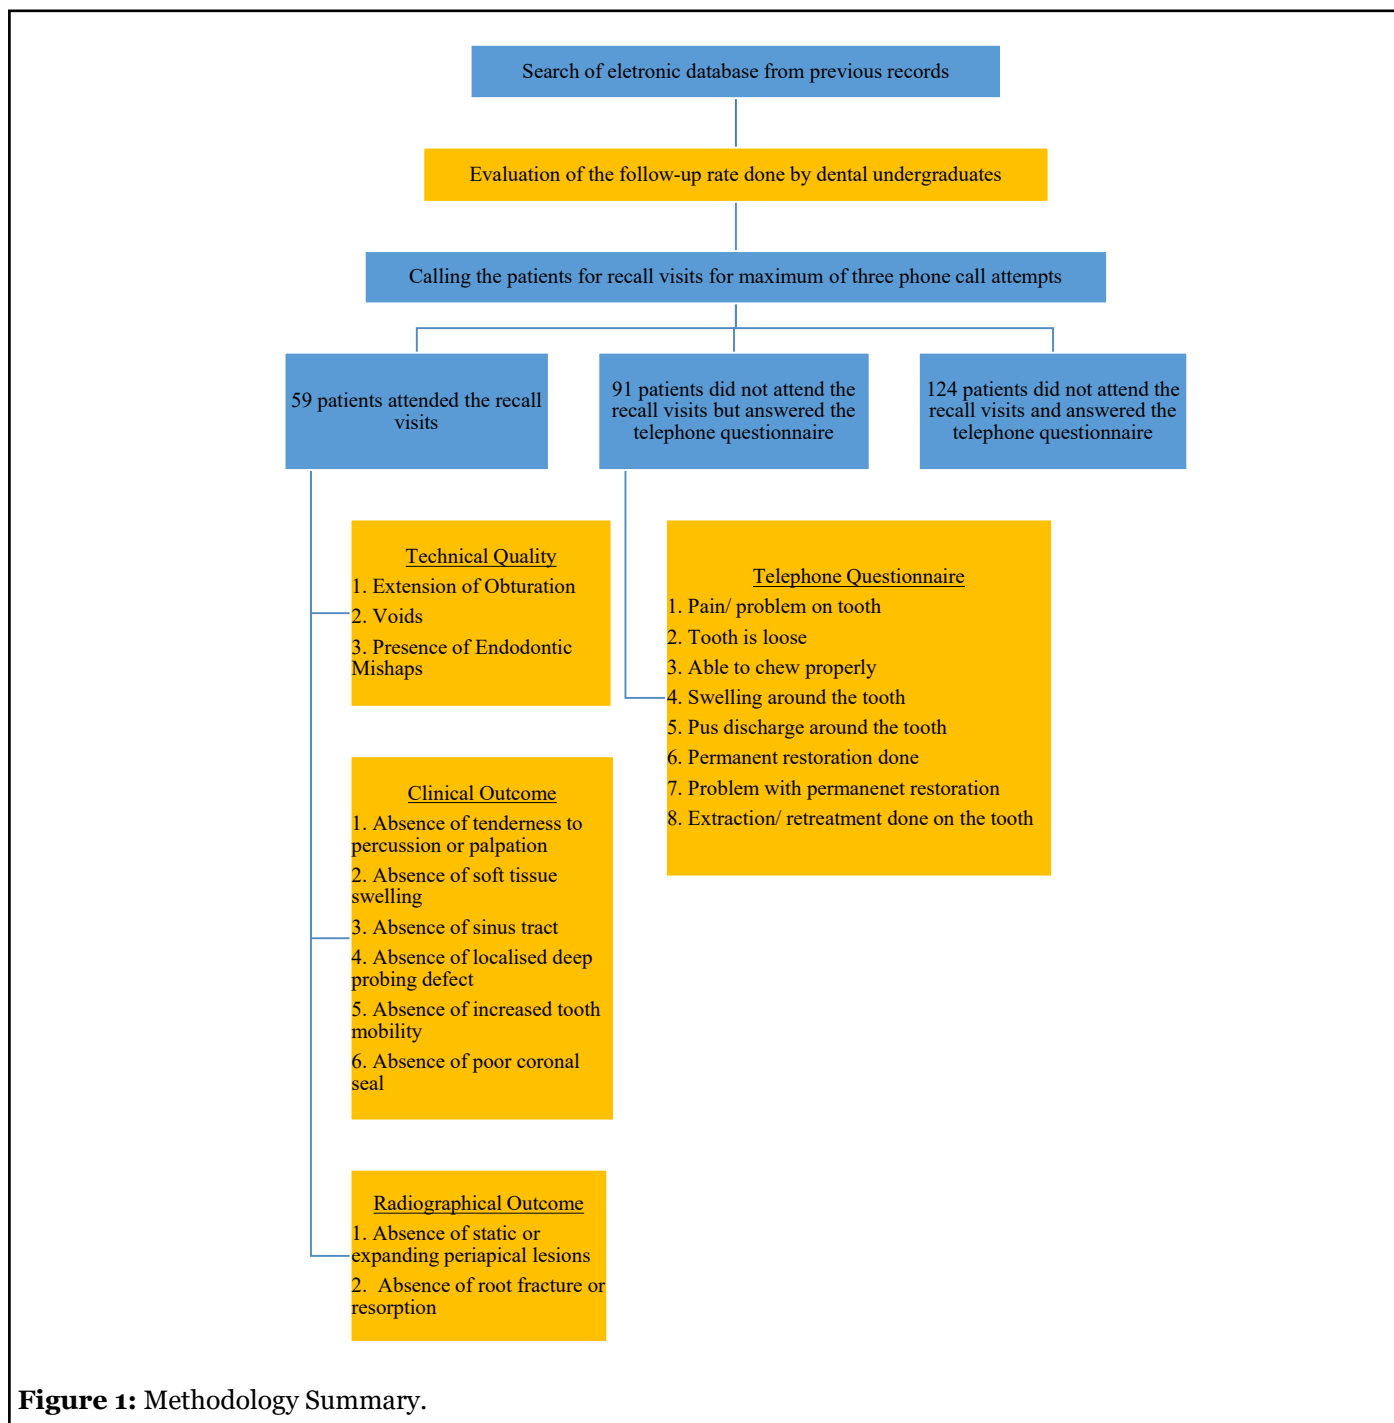 Search of eletronic database from previous records
Evaluation of the follow-up rate done by dental undergraduates
Calling the patients for recall visits for maximum of three phone call attempts
59 patients attended the recall
visits
91 patients did not attend the
recall visits but answered the
telephone questionnaire
124 patients did not attend the
recall visits and answered the
telephone questionnaire
Technical Quality
1. Extension of Obturation
2. Voids
3. Presence of Endodontic
Mishaps
Telephone Questionnaire
1. Pain/ problem on tooth
2. Tooth is loose
3. Able to chew properly
4. Swelling around the tooth
5. Pus discharge around the tooth
6. Permanent restoration done
7. Problem with permanenet restoration
8. Extraction/ retreatment done on the tooth
Clinical Outcome
1. Absence of tenderness to
percussion or palpation
2. Absence of soft tissue
swelling
3. Absence of sinus tract
4. Absence of localised deep
probing defect
5. Absence of increased tooth
mobility
6. Absence of poor coronal
seal
Radiographical Outcome
1. Absence of static or
expanding periapical lesions
2. Absence of root fracture or
resorption
Figure 1: Methodology Summary.